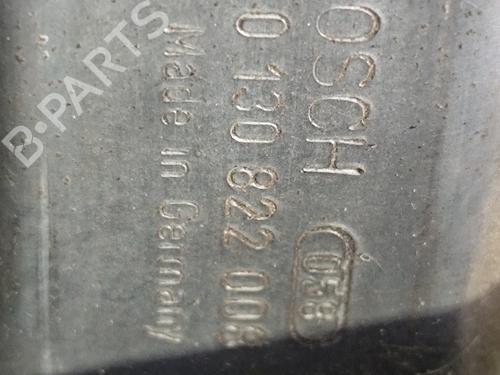 OSCH
0 130 822 008
Made in Germany
058
B-PARTS